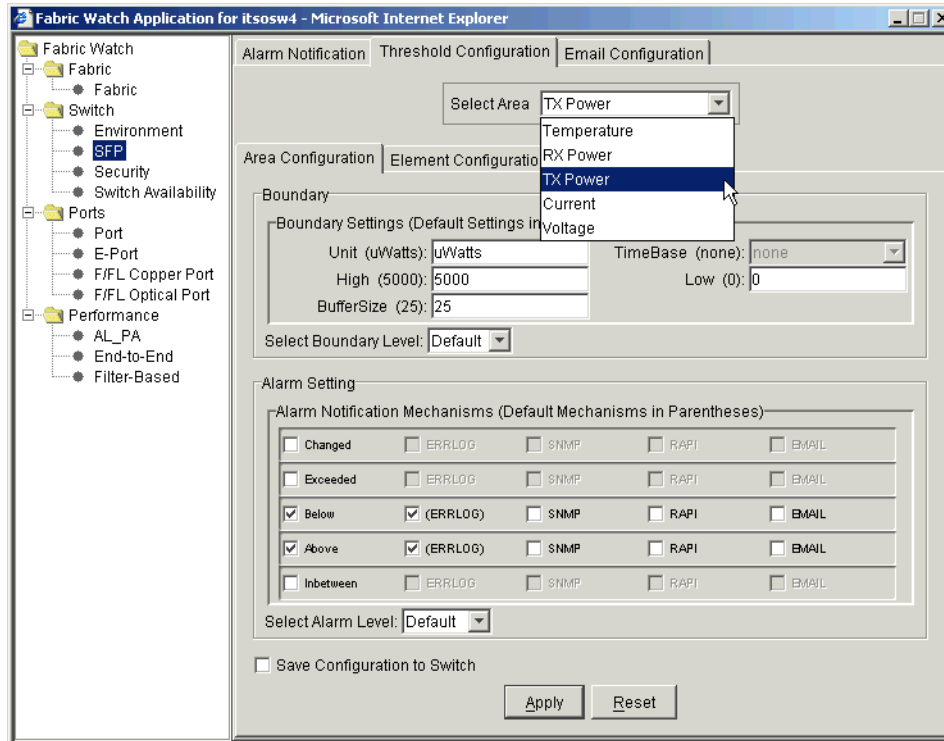 Fabric Watch Application for itsosw4 - Microsoft Internet Explorer
Fabric Watch
Fabric
Fabric
Switch
Environment
SFP
Security
Switch Availability
Ports
Port
E-Port
F/FL Copper Port
F/FL Optical Port
Performance
AL_PA
End-to-End
Filter-Based
Alarm Notification Threshold Configuration Email Configuration
Select Area TX Power
Temperature
RX Power
TX Power
Current
Voltage
Area Configuration Element Configuratio
Boundary
Boundary Settings (Default Settings in
Unit (uWatts): uWatts TimeBase (none): none
High (5000): 5000 Low (0): 0
BufferSize (25): 25
Select Boundary Level: Default
Alarm Setting
Alarm Notification Mechanisms (Default Mechanisms in Parentheses)
Changed ERRLOG SNMP RAPI EMAIL
Exceeded ERRLOG SNMP RAPI EMAIL
Below (ERRLOG) SNMP RAPI EMAIL
Above (ERRLOG) SNMP RAPI EMAIL
Inbetween ERRLOG SNMP RAPI EMAIL
Select Alarm Level: Default
Save Configuration to Switch
Apply Reset